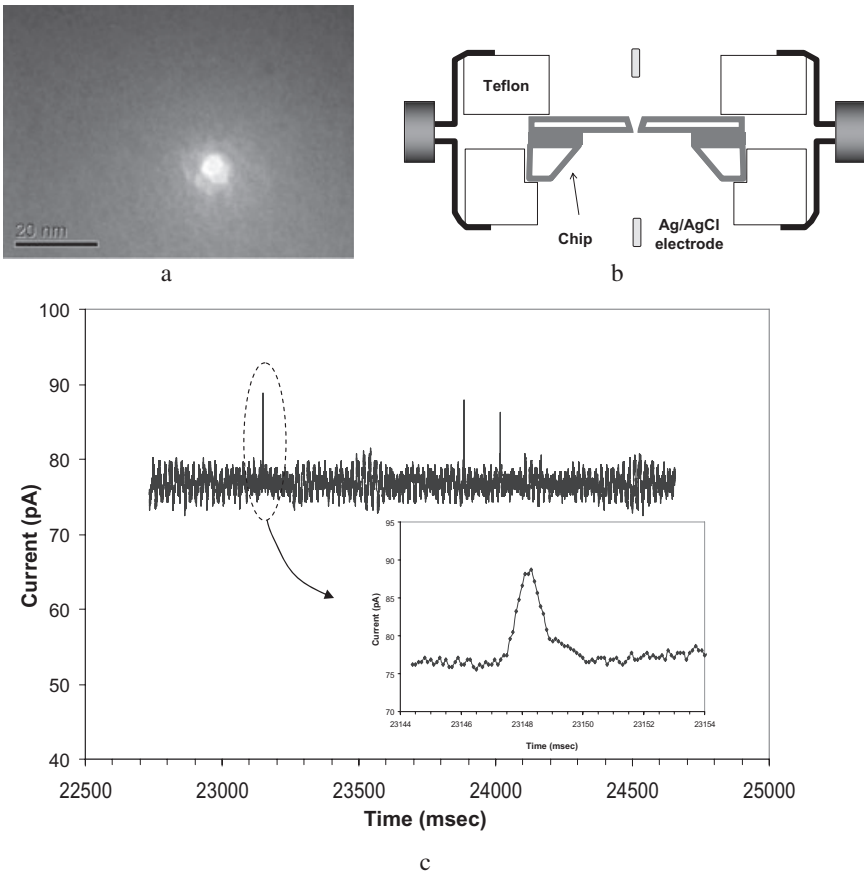 20 nm
a
Teflon
Chip
Ag/AgCl
electrode
b
100
90
80
70
60
50
40
Current (pA)
22500 23000 23500 24000 24500 25000
Time (msec)
95
90
85
80
75
70
Current (pA)
23144 23146 23148 23150 23152 23154
Time (msec)
c